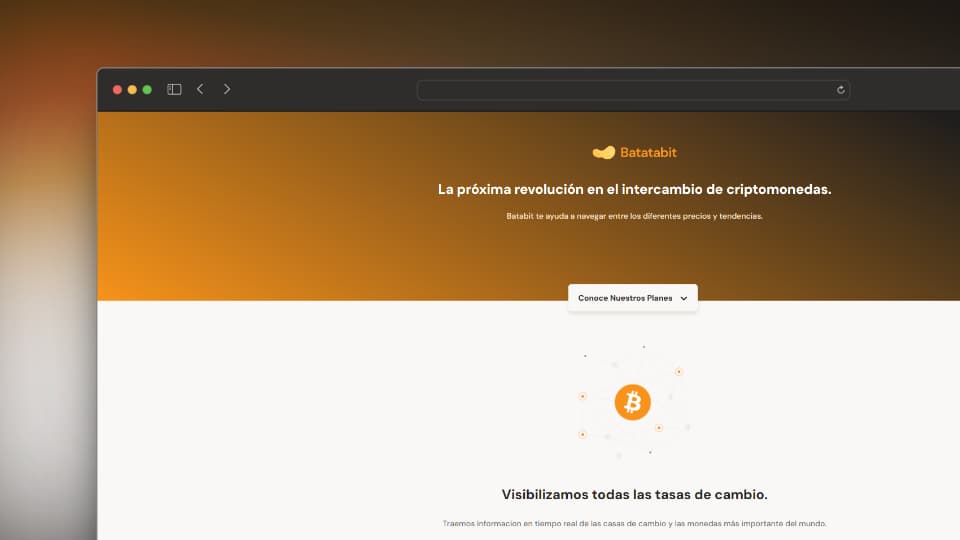 Batatabit
La próxima revolución en el intercambio de criptomonedas.
Batabit te ayuda a navegar entre los diferentes precios y tendencias.
Conoce Nuestros Planes
Visibilizamos todas las tasas de cambio.
Traemos informacion en tiempo real de las casas de cambio y las monedas más importante del mundo.